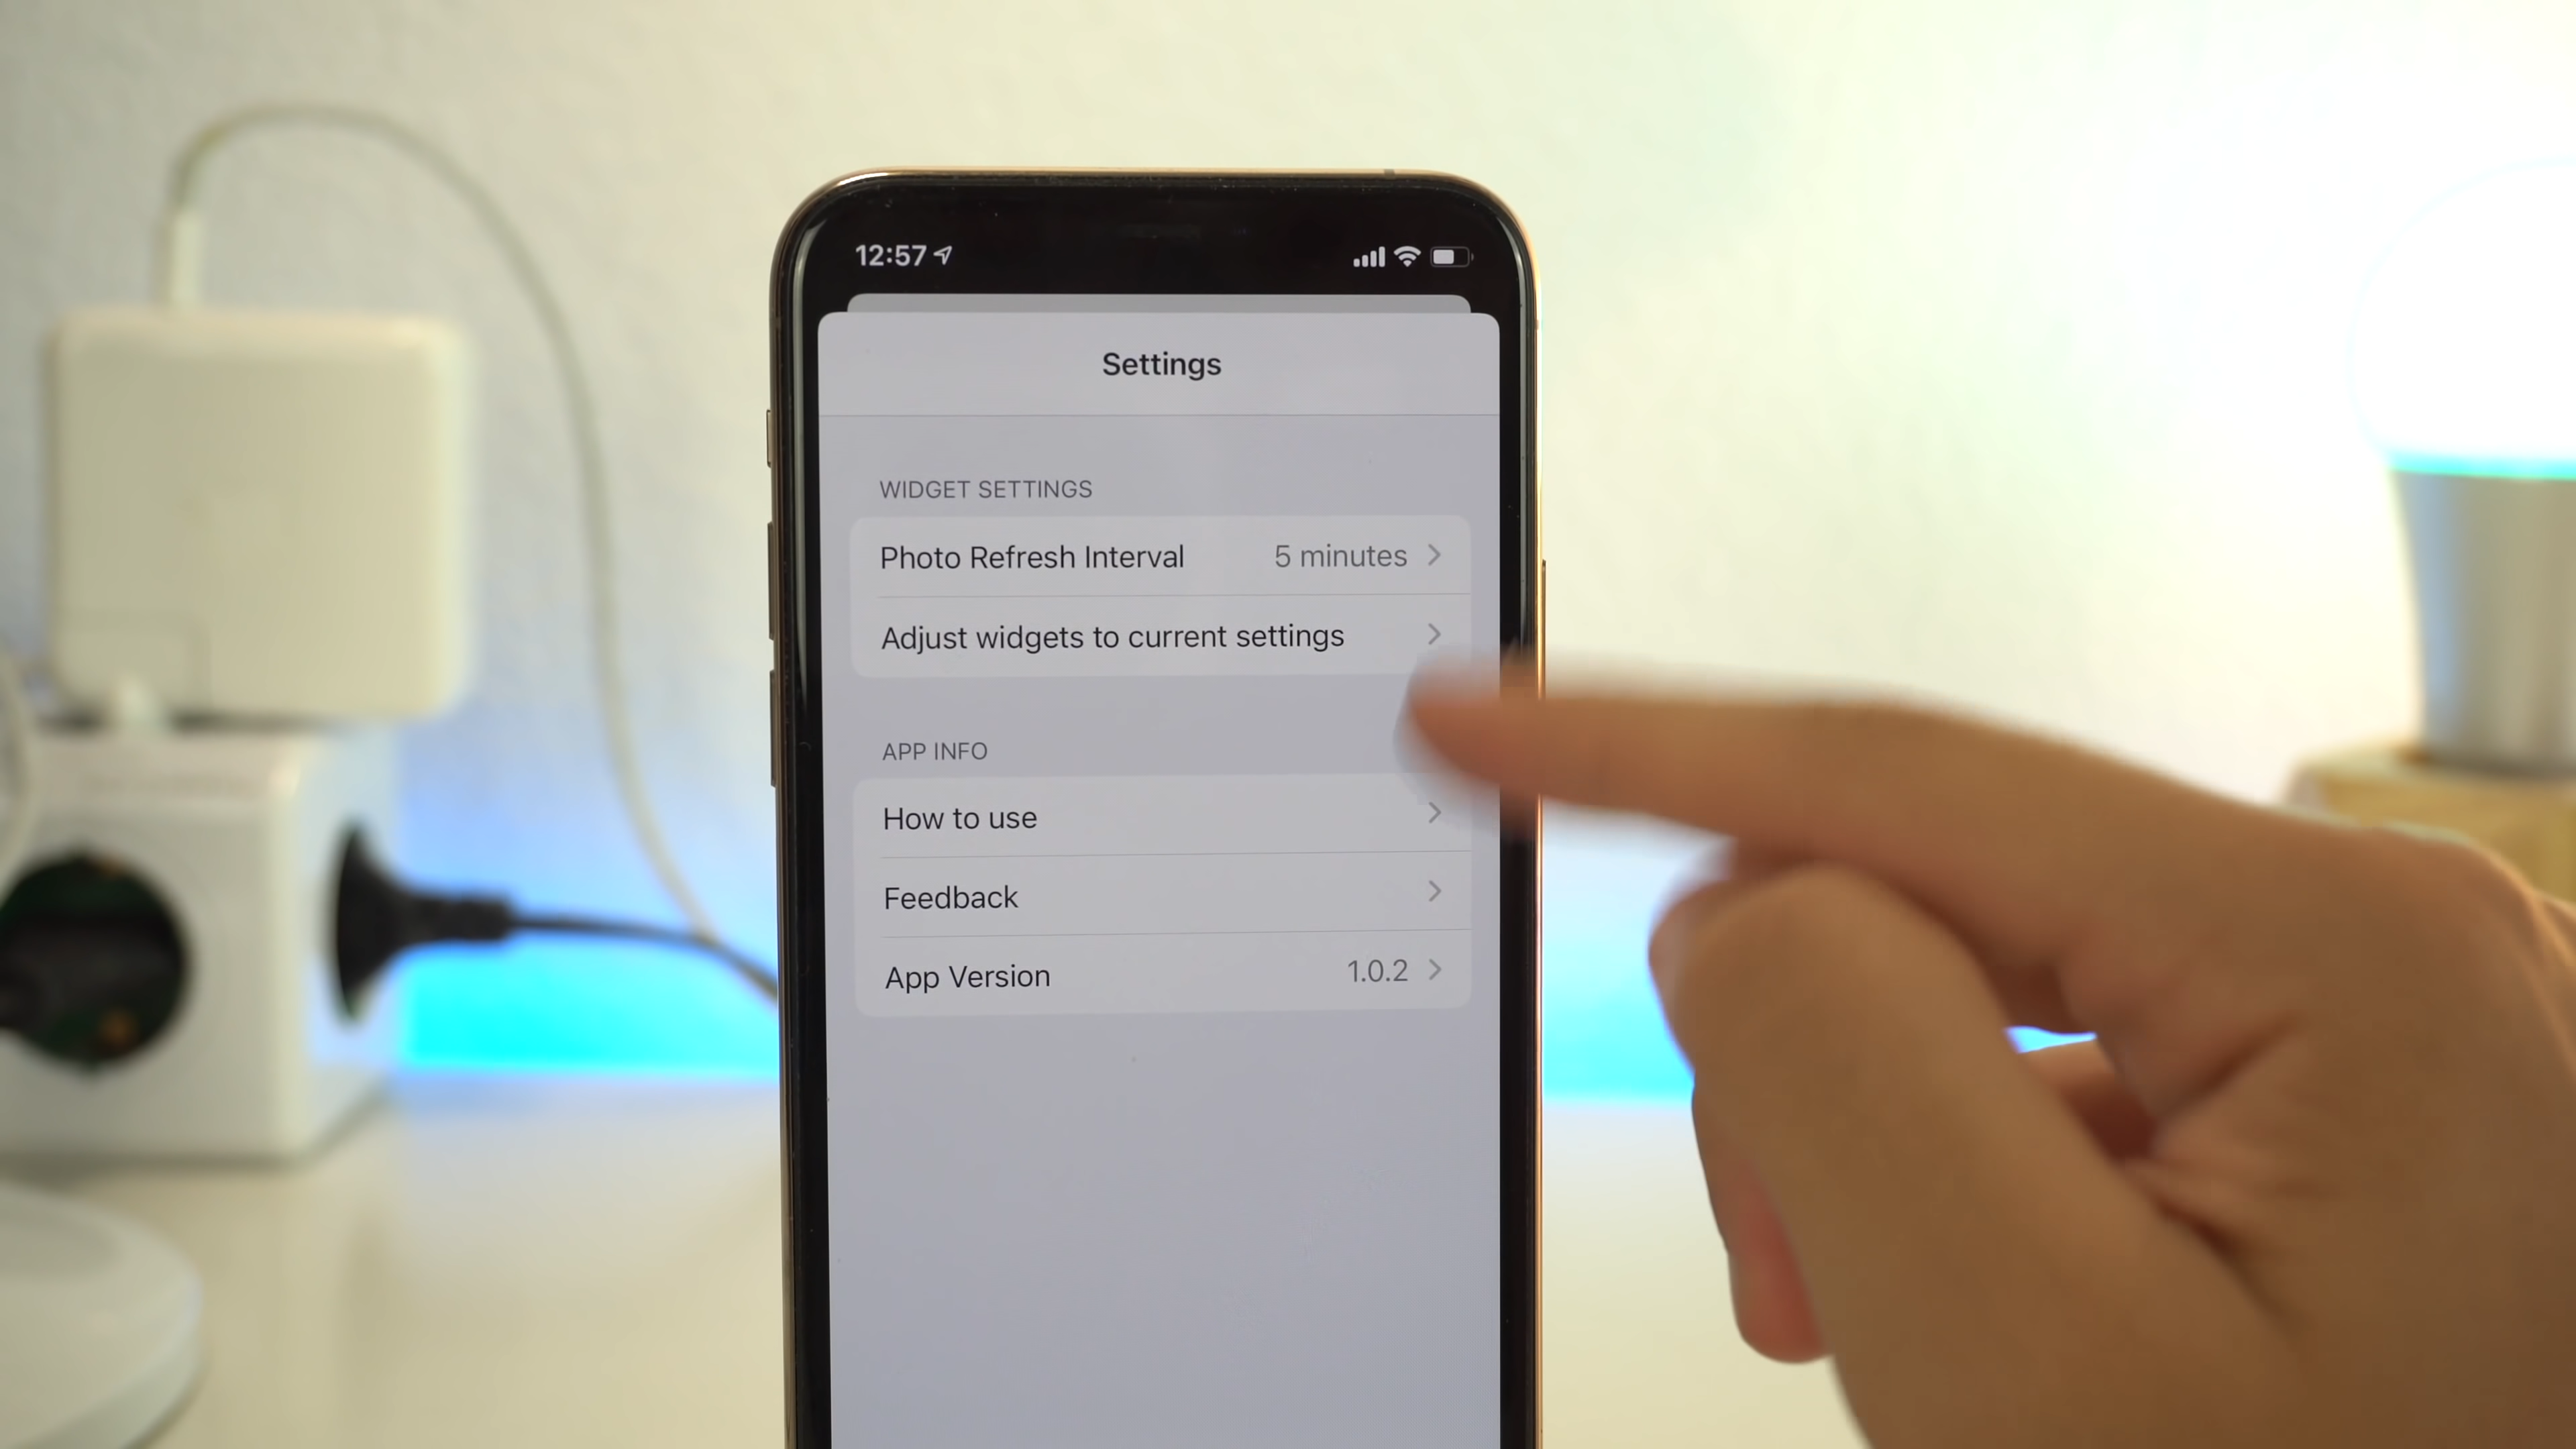 12:57
Settings
WIDGET SETTINGS
Photo Refresh Interval 5 minutes
Adjust widgets to current settings
APP INFO
How to use
Feedback
App Version 1.0.2